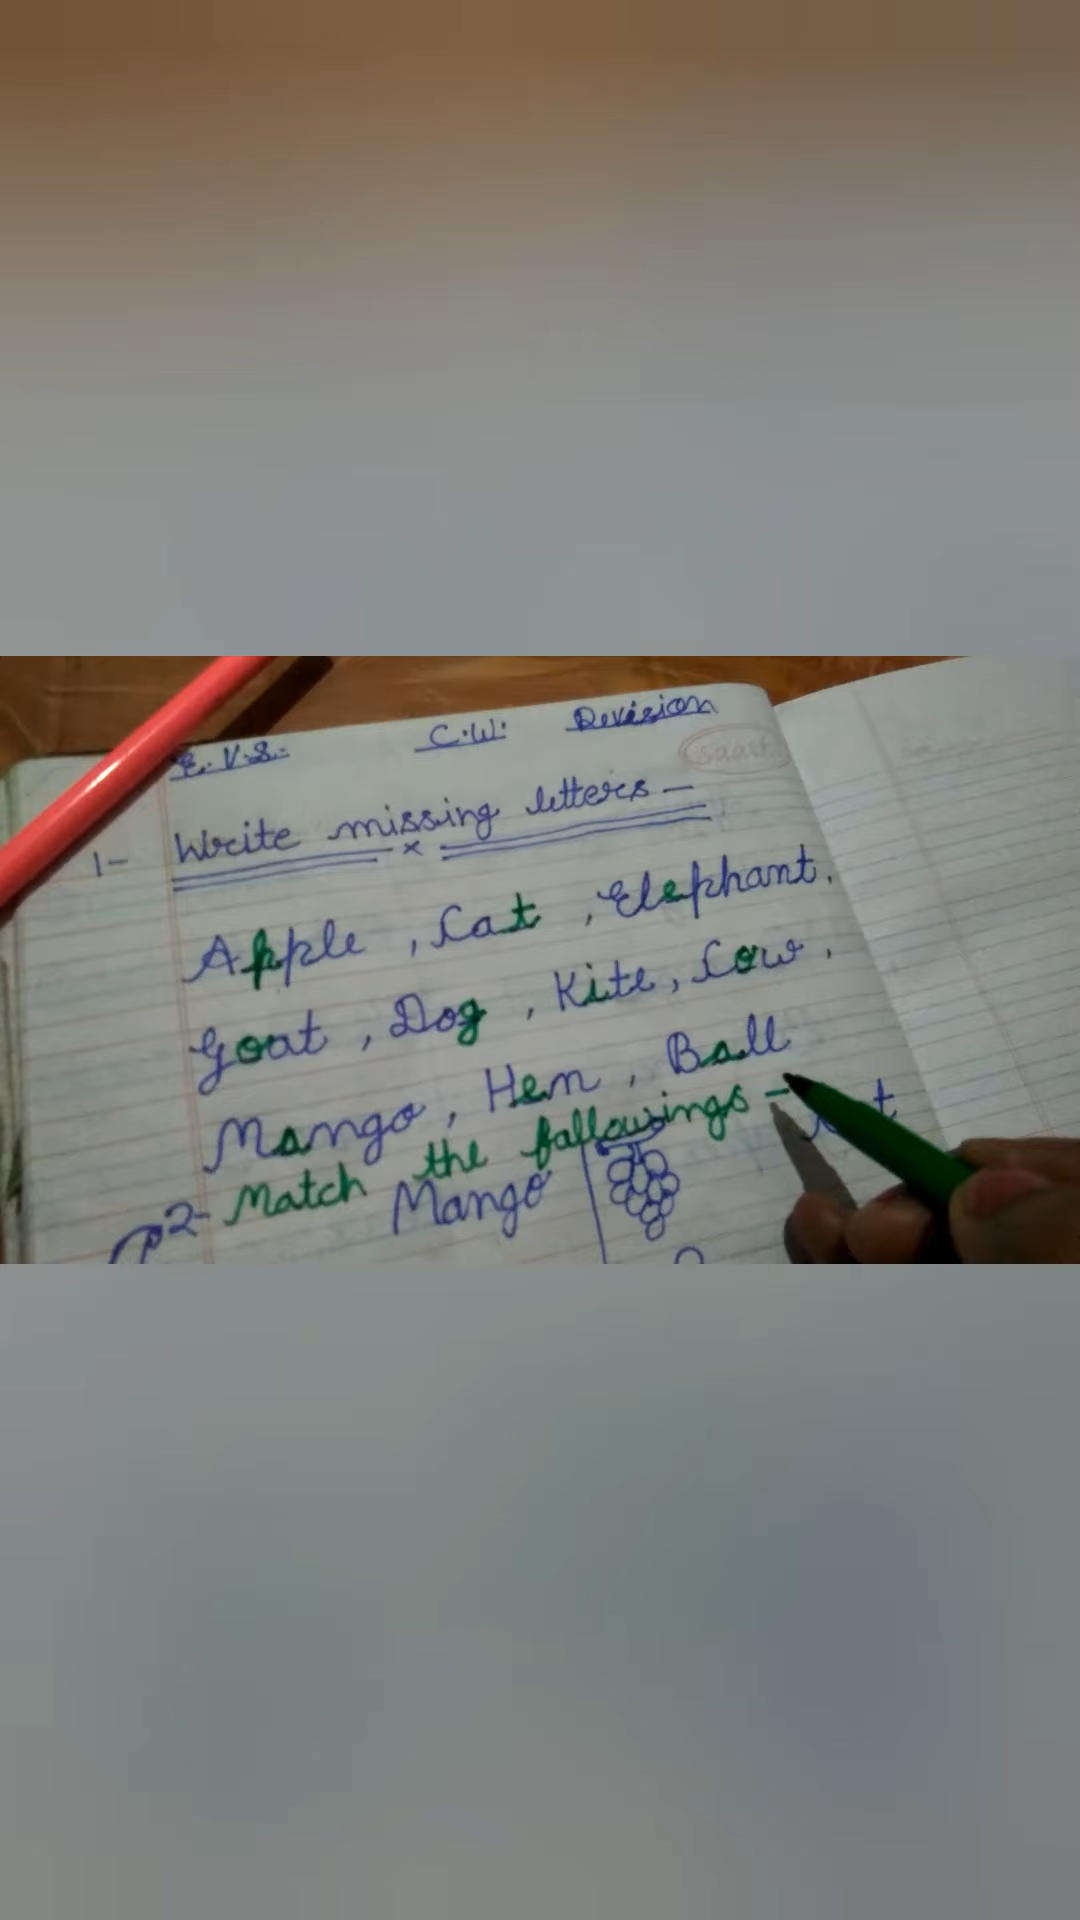 E.V.S.- C.W: Revision
saart
1- Write missing letters -
Apple, Cat, Elephant.
Goat, Dog, Kite, Cow.
Mango, Hen, Ball
2- Match the fallowings -
Mango